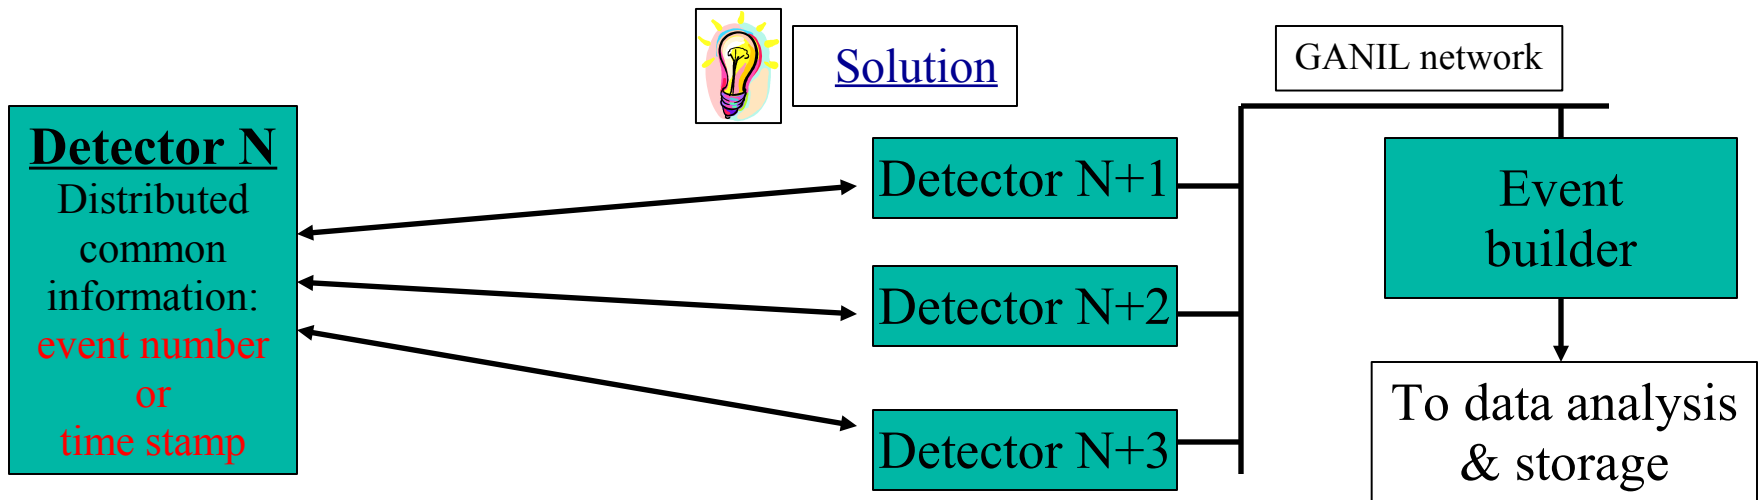 Solution
GANIL network
Detector N
Distributed
common
information:
event number
or
time stamp
Detector N+1
Detector N+2
Detector N+3
Event
builder
To data analysis
& storage